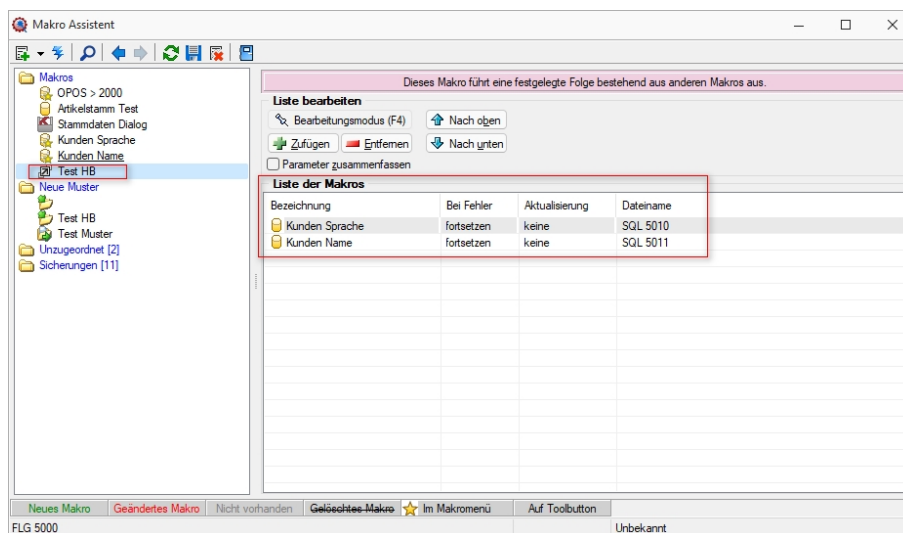 Makro Assistent
Makros
OPOS > 2000
Artikelstamm Test
Stammdaten Dialog
Kunden Sprache
Kunden Name
Test HB
Neue Muster
Test HB
Test Muster
Unzugeordnet [2]
Sicherungen [11]
Dieses Makro führt eine festgelegte Folge bestehend aus anderen Makros aus.
Liste bearbeiten
Bearbeitungsmodus (F4) Nach oben
Zufügen Entfernen Nach unten
Parameter zusammenfassen
Liste der Makros
Bezeichnung Bei Fehler Aktualisierung Dateiname
Kunden Sprache fortsetzen keine SQL 5010
Kunden Name fortsetzen keine SQL 5011
Neues Makro Geändertes Makro Nicht vorhanden Gelöschtes Makro Im Makromenü Auf Toolbutton
FLG 5000 Unbekannt